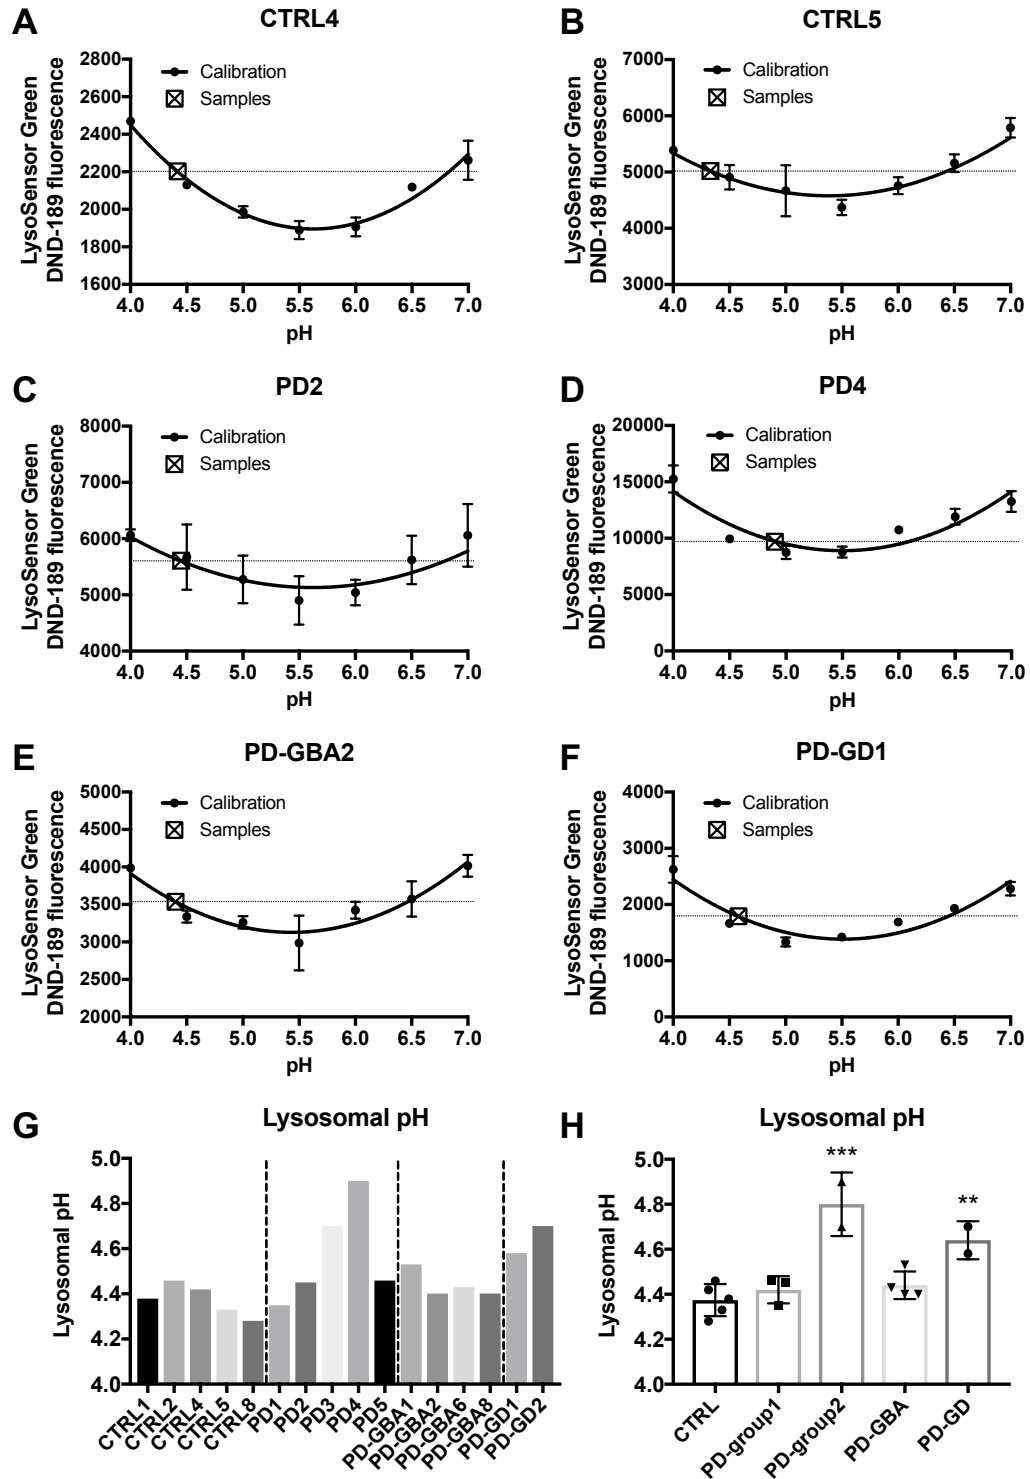 A
CTRL4
LysoSensor Green
DND-189 fluorescence
2800
2600
2400
2200
2000
1800
1600
Calibration
Samples
4.0 4.5 5.0 5.5 6.0 6.5 7.0
pH
B
CTRL5
LysoSensor Green
DND-189 fluorescence
7000
6000
5000
4000
3000
Calibration
Samples
4.0 4.5 5.0 5.5 6.0 6.5 7.0
pH
C
PD2
LysoSensor Green
DND-189 fluorescence
8000
7000
6000
5000
4000
Calibration
Samples
4.0 4.5 5.0 5.5 6.0 6.5 7.0
pH
D
PD4
LysoSensor Green
DND-189 fluorescence
20000
15000
10000
5000
0
Calibration
Samples
4.0 4.5 5.0 5.5 6.0 6.5 7.0
pH
E
PD-GBA2
LysoSensor Green
DND-189 fluorescence
5000
4500
4000
3500
3000
2500
2000
Calibration
Samples
4.0 4.5 5.0 5.5 6.0 6.5 7.0
pH
F
PD-GD1
LysoSensor Green
DND-189 fluorescence
4000
3000
2000
1000
0
Calibration
Samples
4.0 4.5 5.0 5.5 6.0 6.5 7.0
pH
G
Lysosomal pH
Lysosomal pH
5.0
4.8
4.6
4.4
4.2
4.0
CTRL1
CTRL2
CTRL4
CTRL5
CTRL8
PD1
PD2
PD3
PD4
PD5
PD-GBA1
PD-GBA2
PD-GBA6
PD-GBA8
PD-GD1
PD-GD2
H
Lysosomal pH
Lysosomal pH
5.0
4.8
4.6
4.4
4.2
4.0
***
**
CTRL
PD-group1
PD-group2
PD-GBA
PD-GD